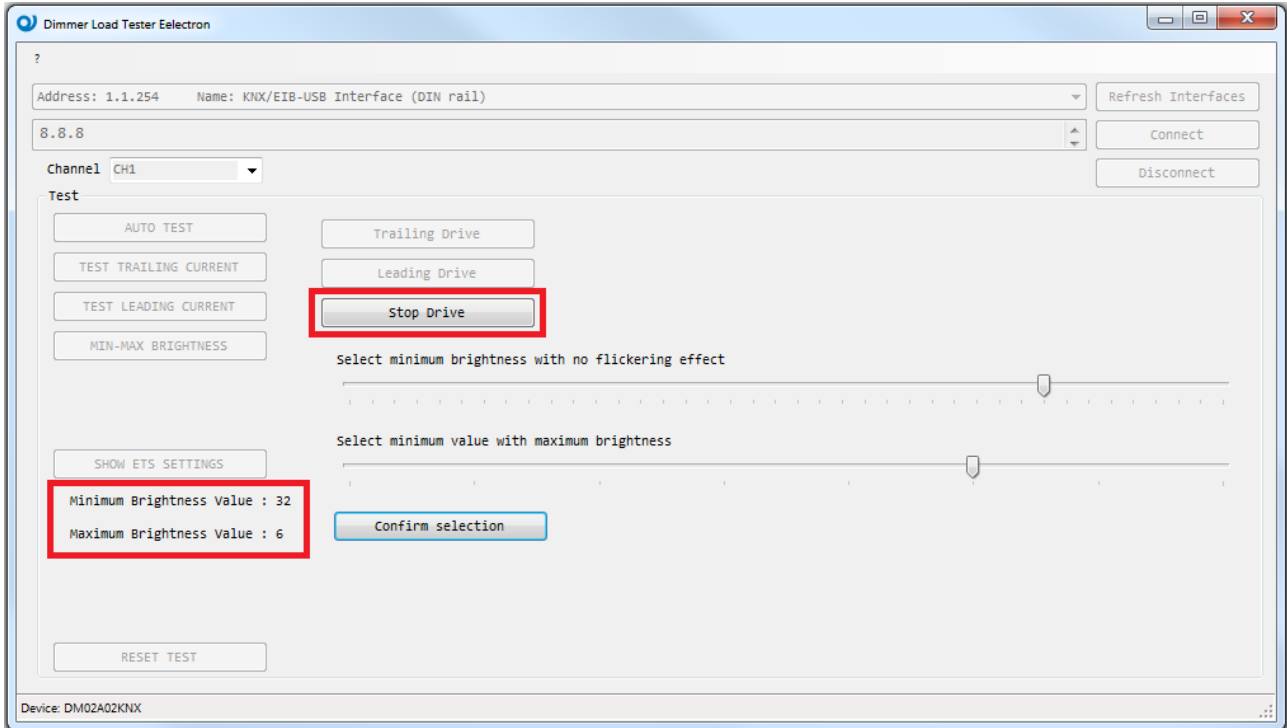 Dimmer Load Tester Eelectron
?
Address: 1.1.254 Name: KNX/EIB-USB Interface (DIN rail)
Refresh Interfaces
8.8.8
Connect
Channel CH1
Disconnect
Test
AUTO TEST
Trailing Drive
TEST TRAILING CURRENT
Leading Drive
TEST LEADING CURRENT
Stop Drive
MIN-MAX BRIGHTNESS
Select minimum brightness with no flickering effect
Select minimum value with maximum brightness
SHOW ETS SETTINGS
Minimum Brightness Value : 32
Confirm selection
Maximum Brightness Value : 6
RESET TEST
Device: DM02A02KNX